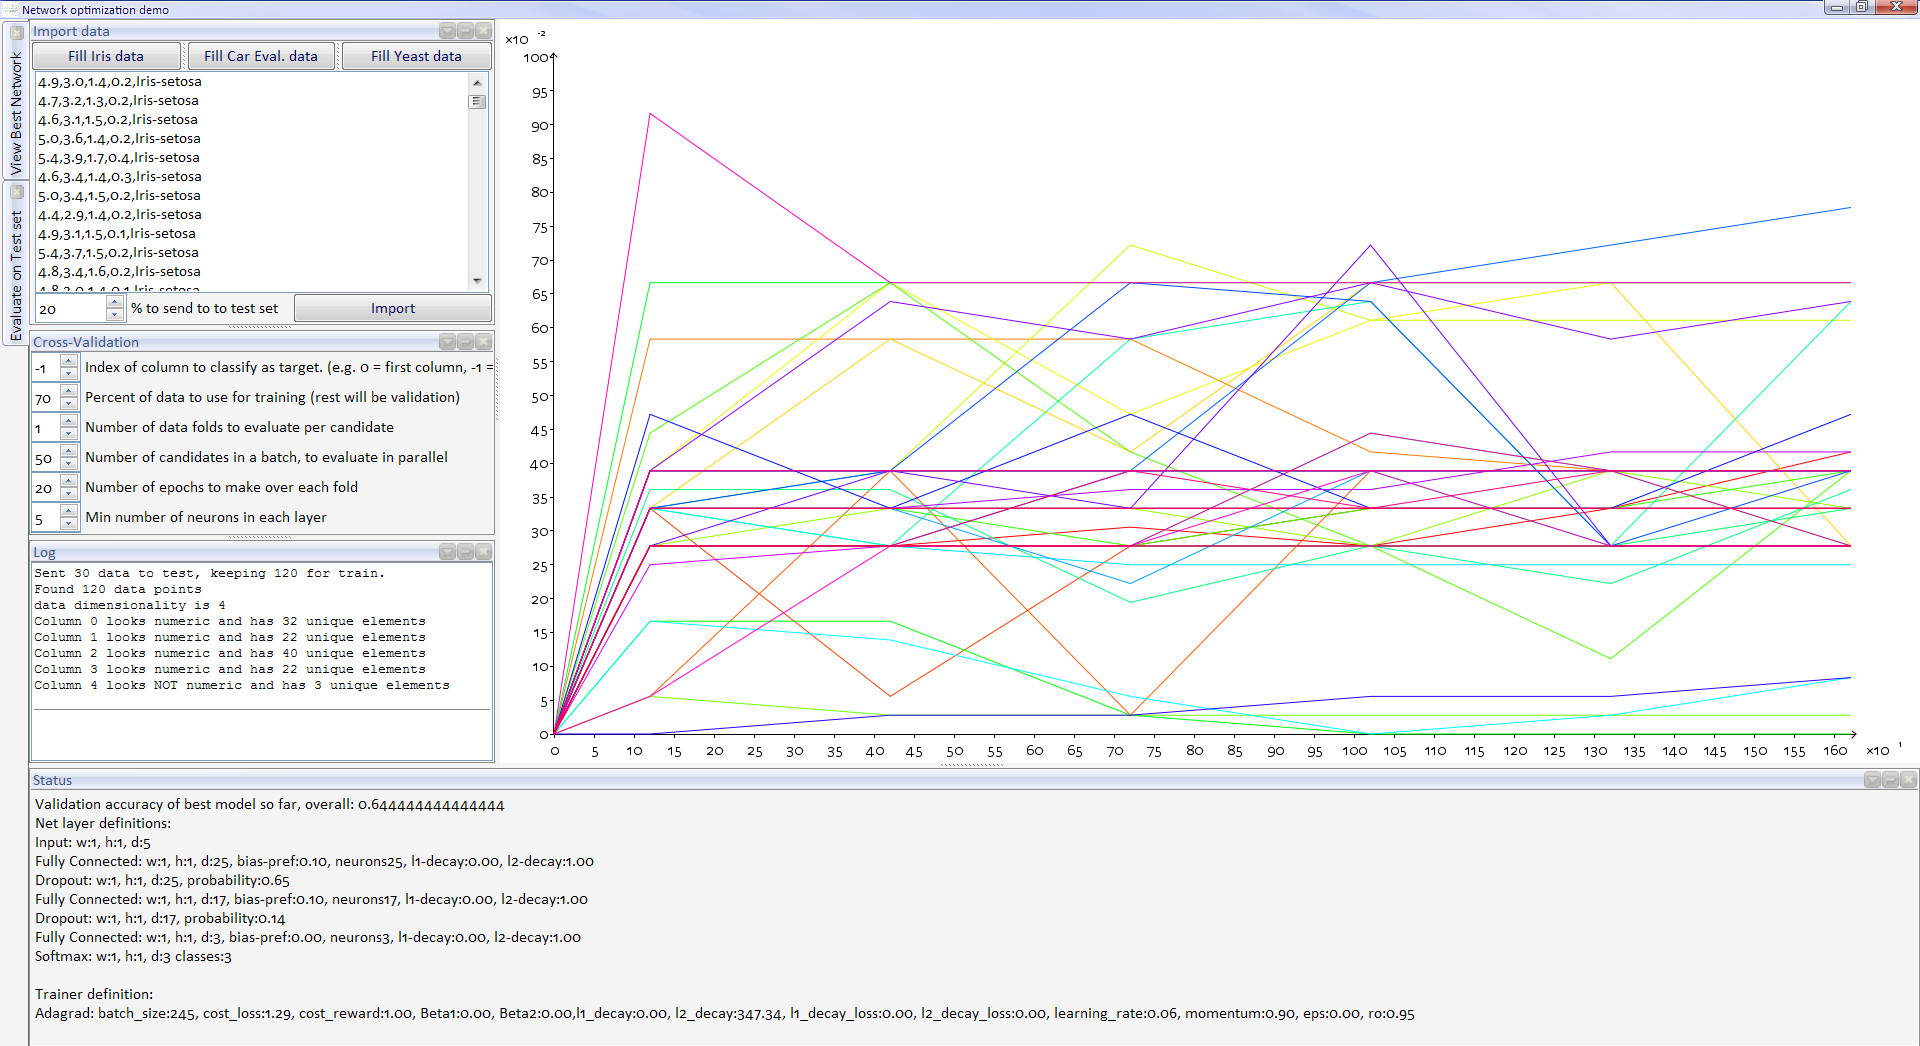 Network optimization demo
View Best Network
Evaluate on Test set
Import data
Fill Iris data
Fill Car Eval. data
Fill Yeast data
4.9,3.0,1.4,0.2,Iris-setosa
4.7,3.2,1.3,0.2,Iris-setosa
4.6,3.1,1.5,0.2,Iris-setosa
5.0,3.6,1.4,0.2,Iris-setosa
5.4,3.9,1.7,0.4,Iris-setosa
4.6,3.4,1.4,0.3,Iris-setosa
5.0,3.4,1.5,0.2,Iris-setosa
4.4,2.9,1.4,0.2,Iris-setosa
4.9,3.1,1.5,0.1,Iris-setosa
5.4,3.7,1.5,0.2,Iris-setosa
4.8,3.4,1.6,0.2,Iris-setosa
4.8,3.0,1.4,0.1,Iris-setosa
20 % to send to to test set
Import
Cross-Validation
-1 Index of column to classify as target. (e.g. 0 = first column, -1 =
70 Percent of data to use for training (rest will be validation)
1 Number of data folds to evaluate per candidate
50 Number of candidates in a batch, to evaluate in parallel
20 Number of epochs to make over each fold
5 Min number of neurons in each layer
Log
Sent 30 data to test, keeping 120 for train.
Found 120 data points
data dimensionality is 4
Column 0 looks numeric and has 32 unique elements
Column 1 looks numeric and has 22 unique elements
Column 2 looks numeric and has 40 unique elements
Column 3 looks numeric and has 22 unique elements
Column 4 looks NOT numeric and has 3 unique elements
×10 -2
100
95
90
85
80
75
70
65
60
55
50
45
40
35
30
25
20
15
10
5
0
0 5 10 15 20 25 30 35 40 45 50 55 60 65 70 75 80 85 90 95 100 105 110 115 120 125 130 135 140 145 150 155 160 ×10 1
Status
Validation accuracy of best model so far, overall: 0.644444444444444
Net layer definitions:
Input: w:1, h:1, d:5
Fully Connected: w:1, h:1, d:25, bias-pref:0.10, neurons25, l1-decay:0.00, l2-decay:1.00
Dropout: w:1, h:1, d:25, probability:0.65
Fully Connected: w:1, h:1, d:17, bias-pref:0.10, neurons17, l1-decay:0.00, l2-decay:1.00
Dropout: w:1, h:1, d:17, probability:0.14
Fully Connected: w:1, h:1, d:3, bias-pref:0.00, neurons3, l1-decay:0.00, l2-decay:1.00
Softmax: w:1, h:1, d:3 classes:3
Trainer definition:
Adagrad: batch_size:245, cost_loss:1.29, cost_reward:1.00, Beta1:0.00, Beta2:0.00,l1_decay:0.00, l2_decay:347.34, l1_decay_loss:0.00, l2_decay_loss:0.00, learning_rate:0.06, momentum:0.90, eps:0.00, ro:0.95